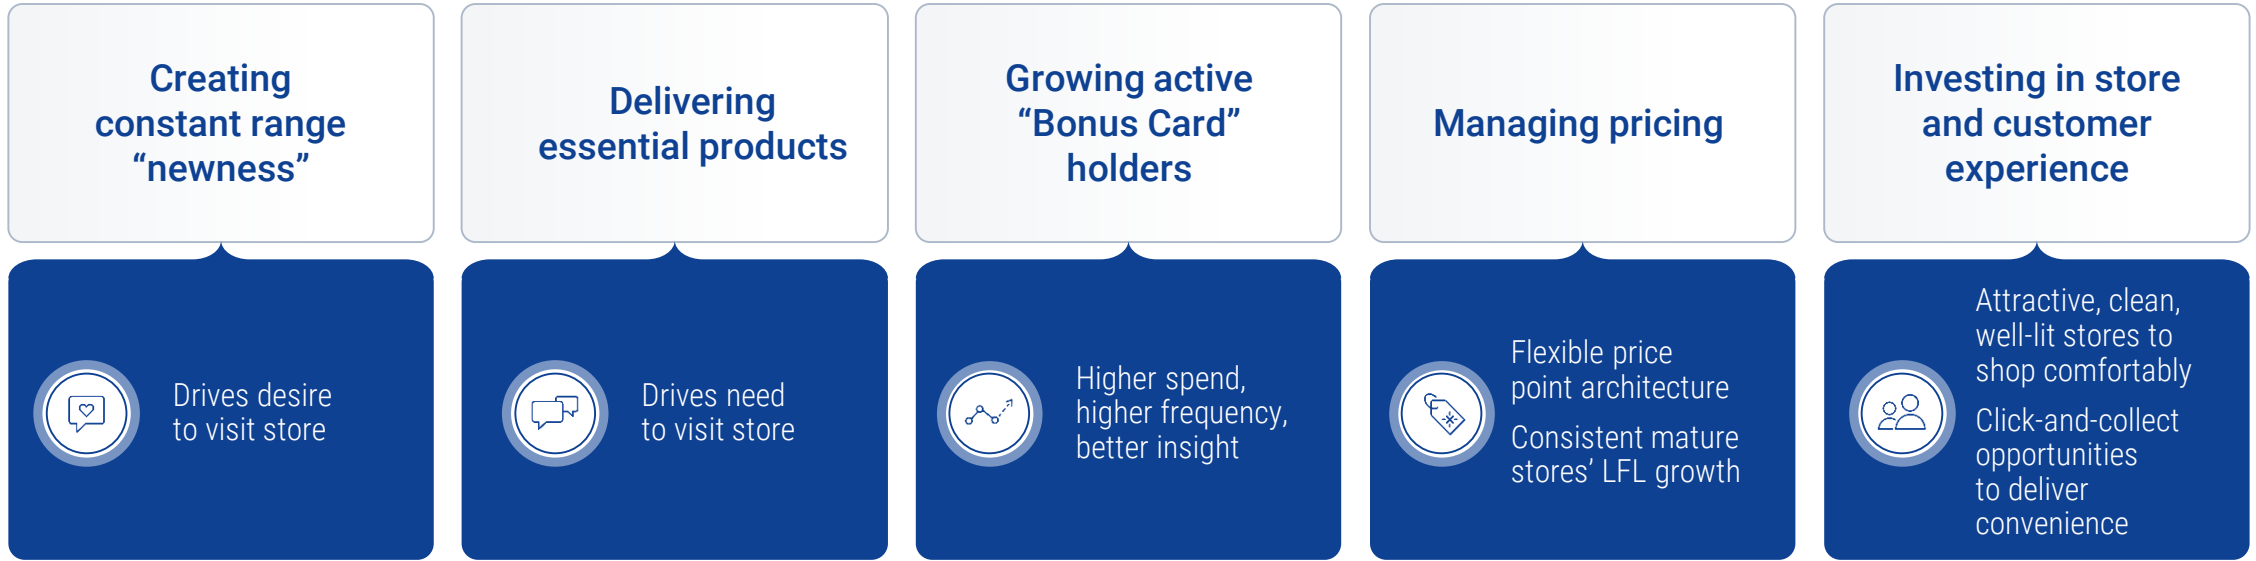 Creating
constant range
“newness”
Drives desire
to visit store
Delivering
essential products
Drives need
to visit store
Growing active
“Bonus Card”
holders
Higher spend,
higher frequency,
better insight
Managing pricing
Flexible price
point architecture
Consistent mature
stores’ LFL growth
Investing in store
and customer
experience
Attractive, clean,
well-lit stores to
shop comfortably
Click-and-collect
opportunities
to deliver
convenience